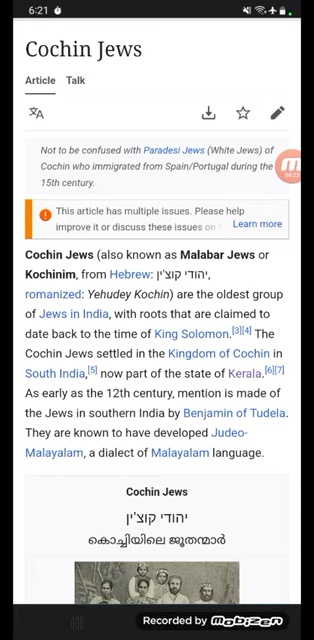 6:21
Cochin Jews
Article Talk
Not to be confused with Paradesi Jews (White Jews) of
Cochin who immigrated from Spain/Portugal during the
15th century.
This article has multiple issues. Please help
improve it or discuss these issues on
Learn more
Cochin Jews (also known as Malabar Jews or
Kochinim, from Hebrew: יהודי קוצ'ין,
romanized: Yehudey Kochin) are the oldest group
of Jews in India, with roots that are claimed to
date back to the time of King Solomon.[3][4] The
Cochin Jews settled in the Kingdom of Cochin in
South India,[5] now part of the state of Kerala.[6][7]
As early as the 12th century, mention is made of
the Jews in southern India by Benjamin of Tudela.
They are known to have developed Judeo-
Malayalam, a dialect of Malayalam language.
Cochin Jews
יהודי קוצ'ין
കൊച്ചിയിലെ ജൂതന്മാർ
Recorded by Mobizen